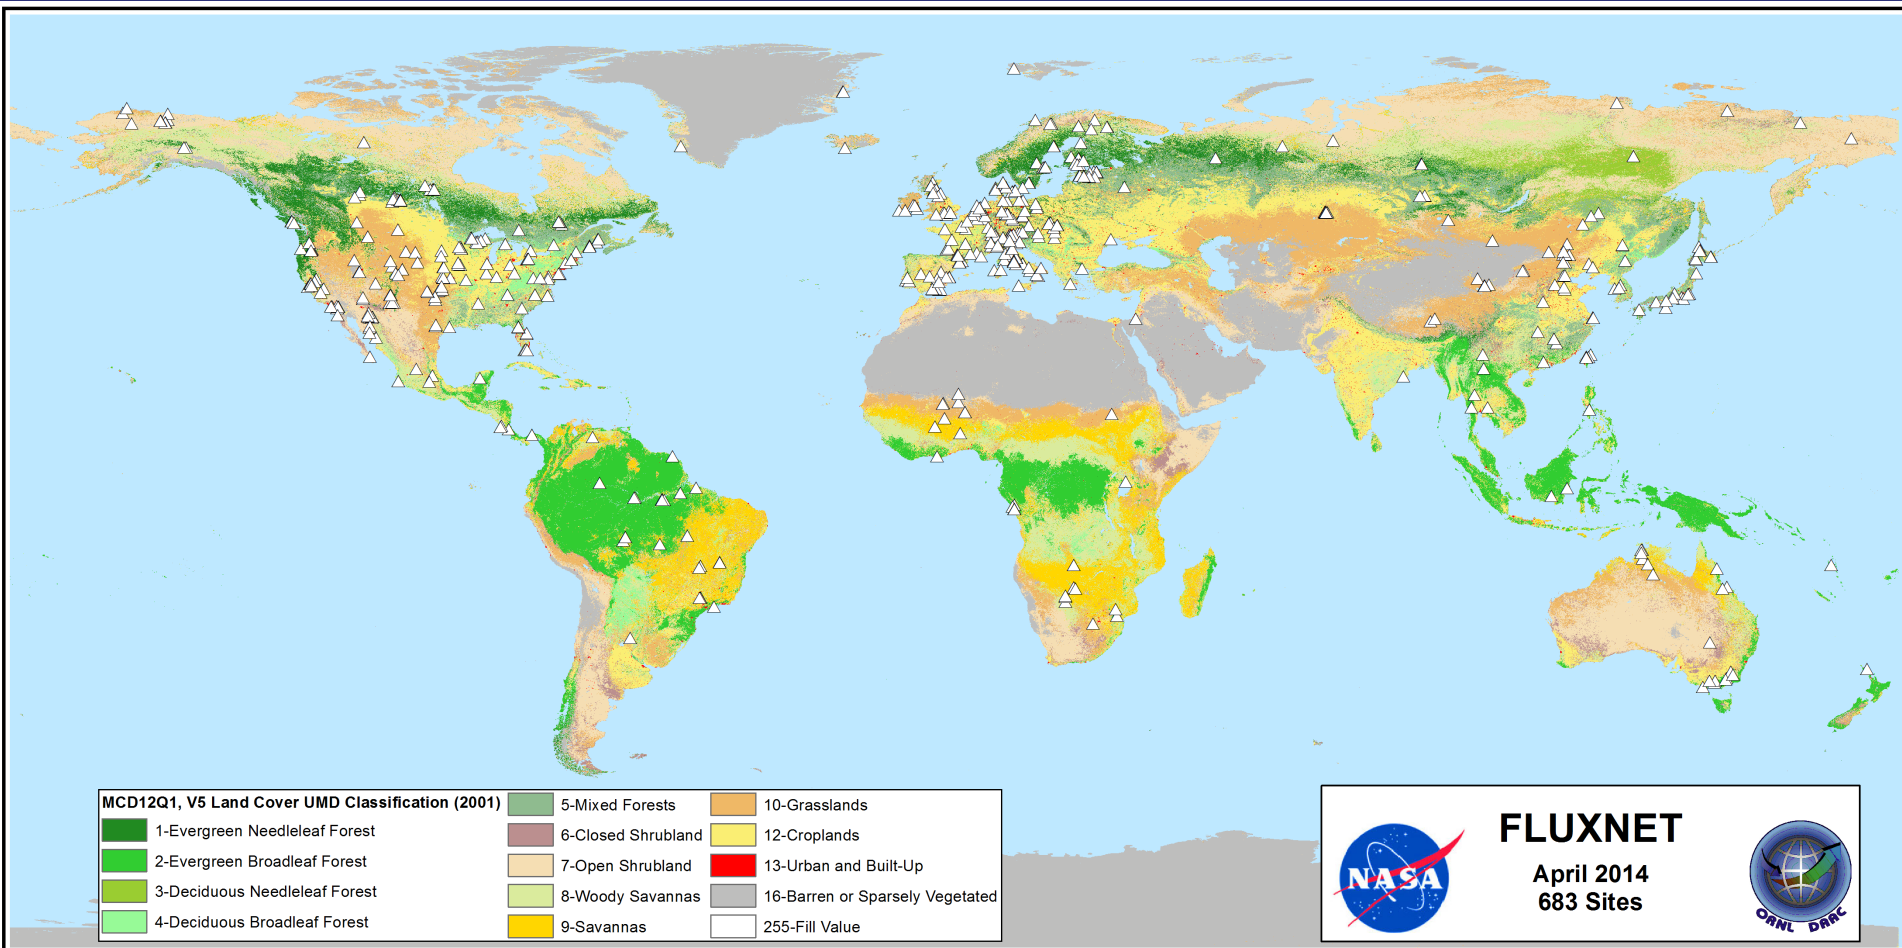 MCD12Q1, V5 Land Cover UMD Classification (2001)
1-Evergreen Needleleaf Forest
2-Evergreen Broadleaf Forest
3-Deciduous Needleleaf Forest
4-Deciduous Broadleaf Forest
5-Mixed Forests
6-Closed Shrubland
7-Open Shrubland
8-Woody Savannas
9-Savannas
10-Grasslands
12-Croplands
13-Urban and Built-Up
16-Barren or Sparsely Vegetated
255-Fill Value
NASA
FLUXNET
April 2014
683 Sites
ORNL DAAC